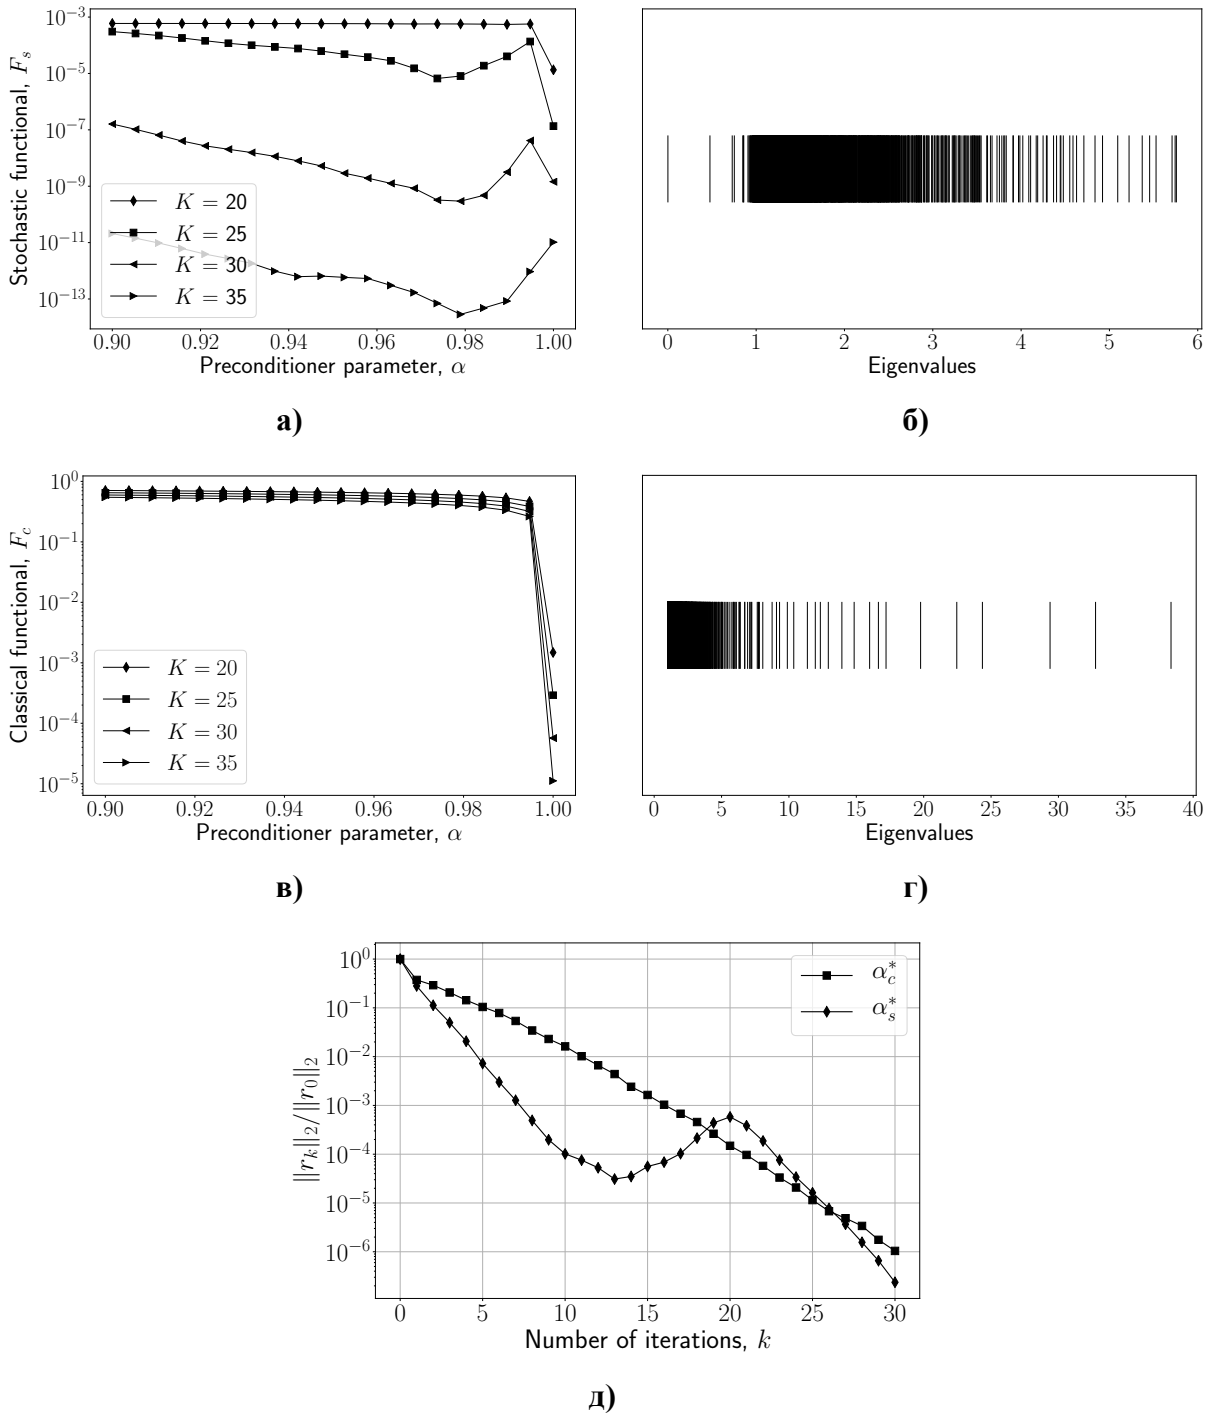 10^{-3}
10^{-5}
10^{-7}
10^{-9}
10^{-11}
10^{-13}
Stochastic functional, F_s
K = 20
K = 25
K = 30
K = 35
0.90 0.92 0.94 0.96 0.98 1.00
Preconditioner parameter, α
а)
0 1 2 3 4 5 6
Eigenvalues
б)
10^0
10^{-1}
10^{-2}
10^{-3}
10^{-4}
10^{-5}
Classical functional, F_c
K = 20
K = 25
K = 30
K = 35
0.90 0.92 0.94 0.96 0.98 1.00
Preconditioner parameter, α
в)
0 5 10 15 20 25 30 35 40
Eigenvalues
г)
10^0
10^{-1}
10^{-2}
10^{-3}
10^{-4}
10^{-5}
10^{-6}
||r_k||_2/||r_0||_2
α_c^*
α_s^*
0 5 10 15 20 25 30
Number of iterations, k
д)